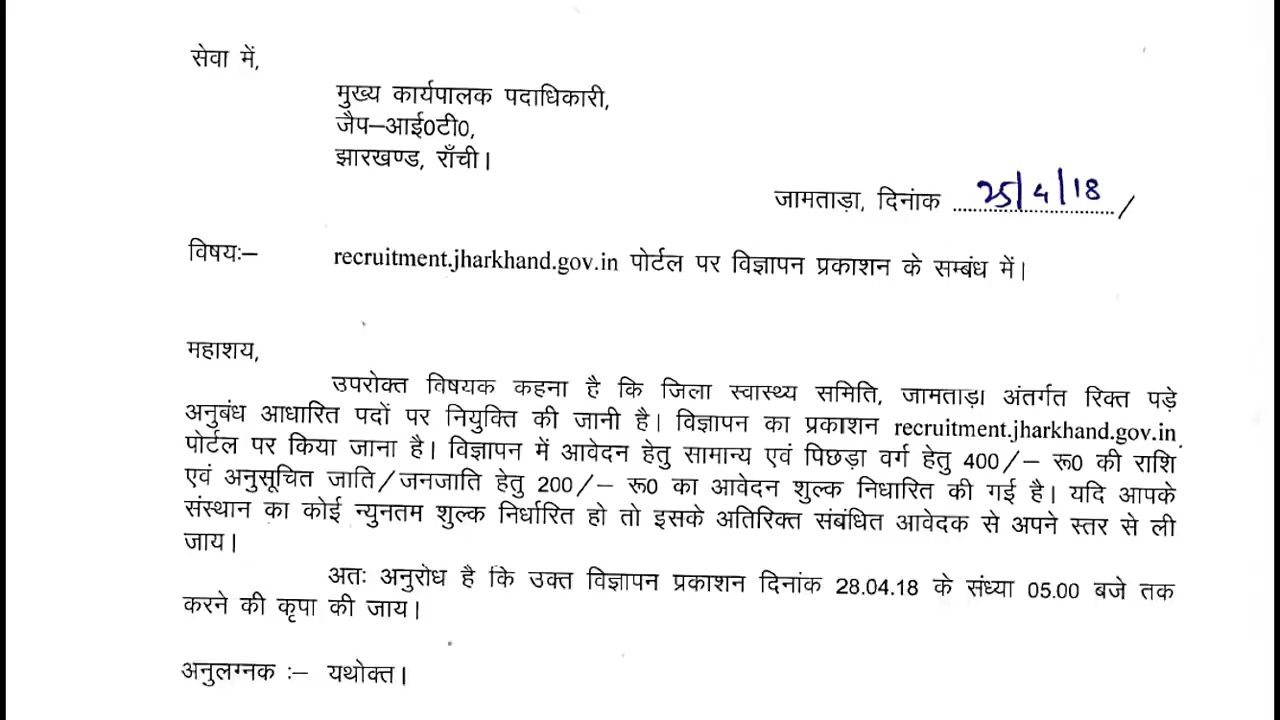 सेवा में,
मुख्य कार्यपालक पदाधिकारी,
जैप–आई0टी0,
झारखण्ड, राँची।
जामताड़ा, दिनांक 25/4/18 /
विषयः– recruitment.jharkhand.gov.in पोर्टल पर विज्ञापन प्रकाशन के सम्बंध में।
महाशय,
उपरोक्त विषयक कहना है कि जिला स्वास्थ्य समिति, जामताड़ा अंतर्गत रिक्त पड़े
अनुबंध आधारित पदों पर नियुक्ति की जानी है। विज्ञापन का प्रकाशन recruitment.jharkhand.gov.in
पोर्टल पर किया जाना है। विज्ञापन में आवेदन हेतु सामान्य एवं पिछड़ा वर्ग हेतु 400/– रू0 की राशि
एवं अनुसूचित जाति/जनजाति हेतु 200/– रू0 का आवेदन शुल्क निधारित की गई है। यदि आपके
संस्थान का कोई न्युनतम शुल्क निर्धारित हो तो इसके अतिरिक्त संबंधित आवेदक से अपने स्तर से ली
जाय।
अतः अनुरोध है कि उक्त विज्ञापन प्रकाशन दिनांक 28.04.18 के संध्या 05.00 बजे तक
करने की कृपा की जाय।
अनुलग्नक :– यथोक्त।